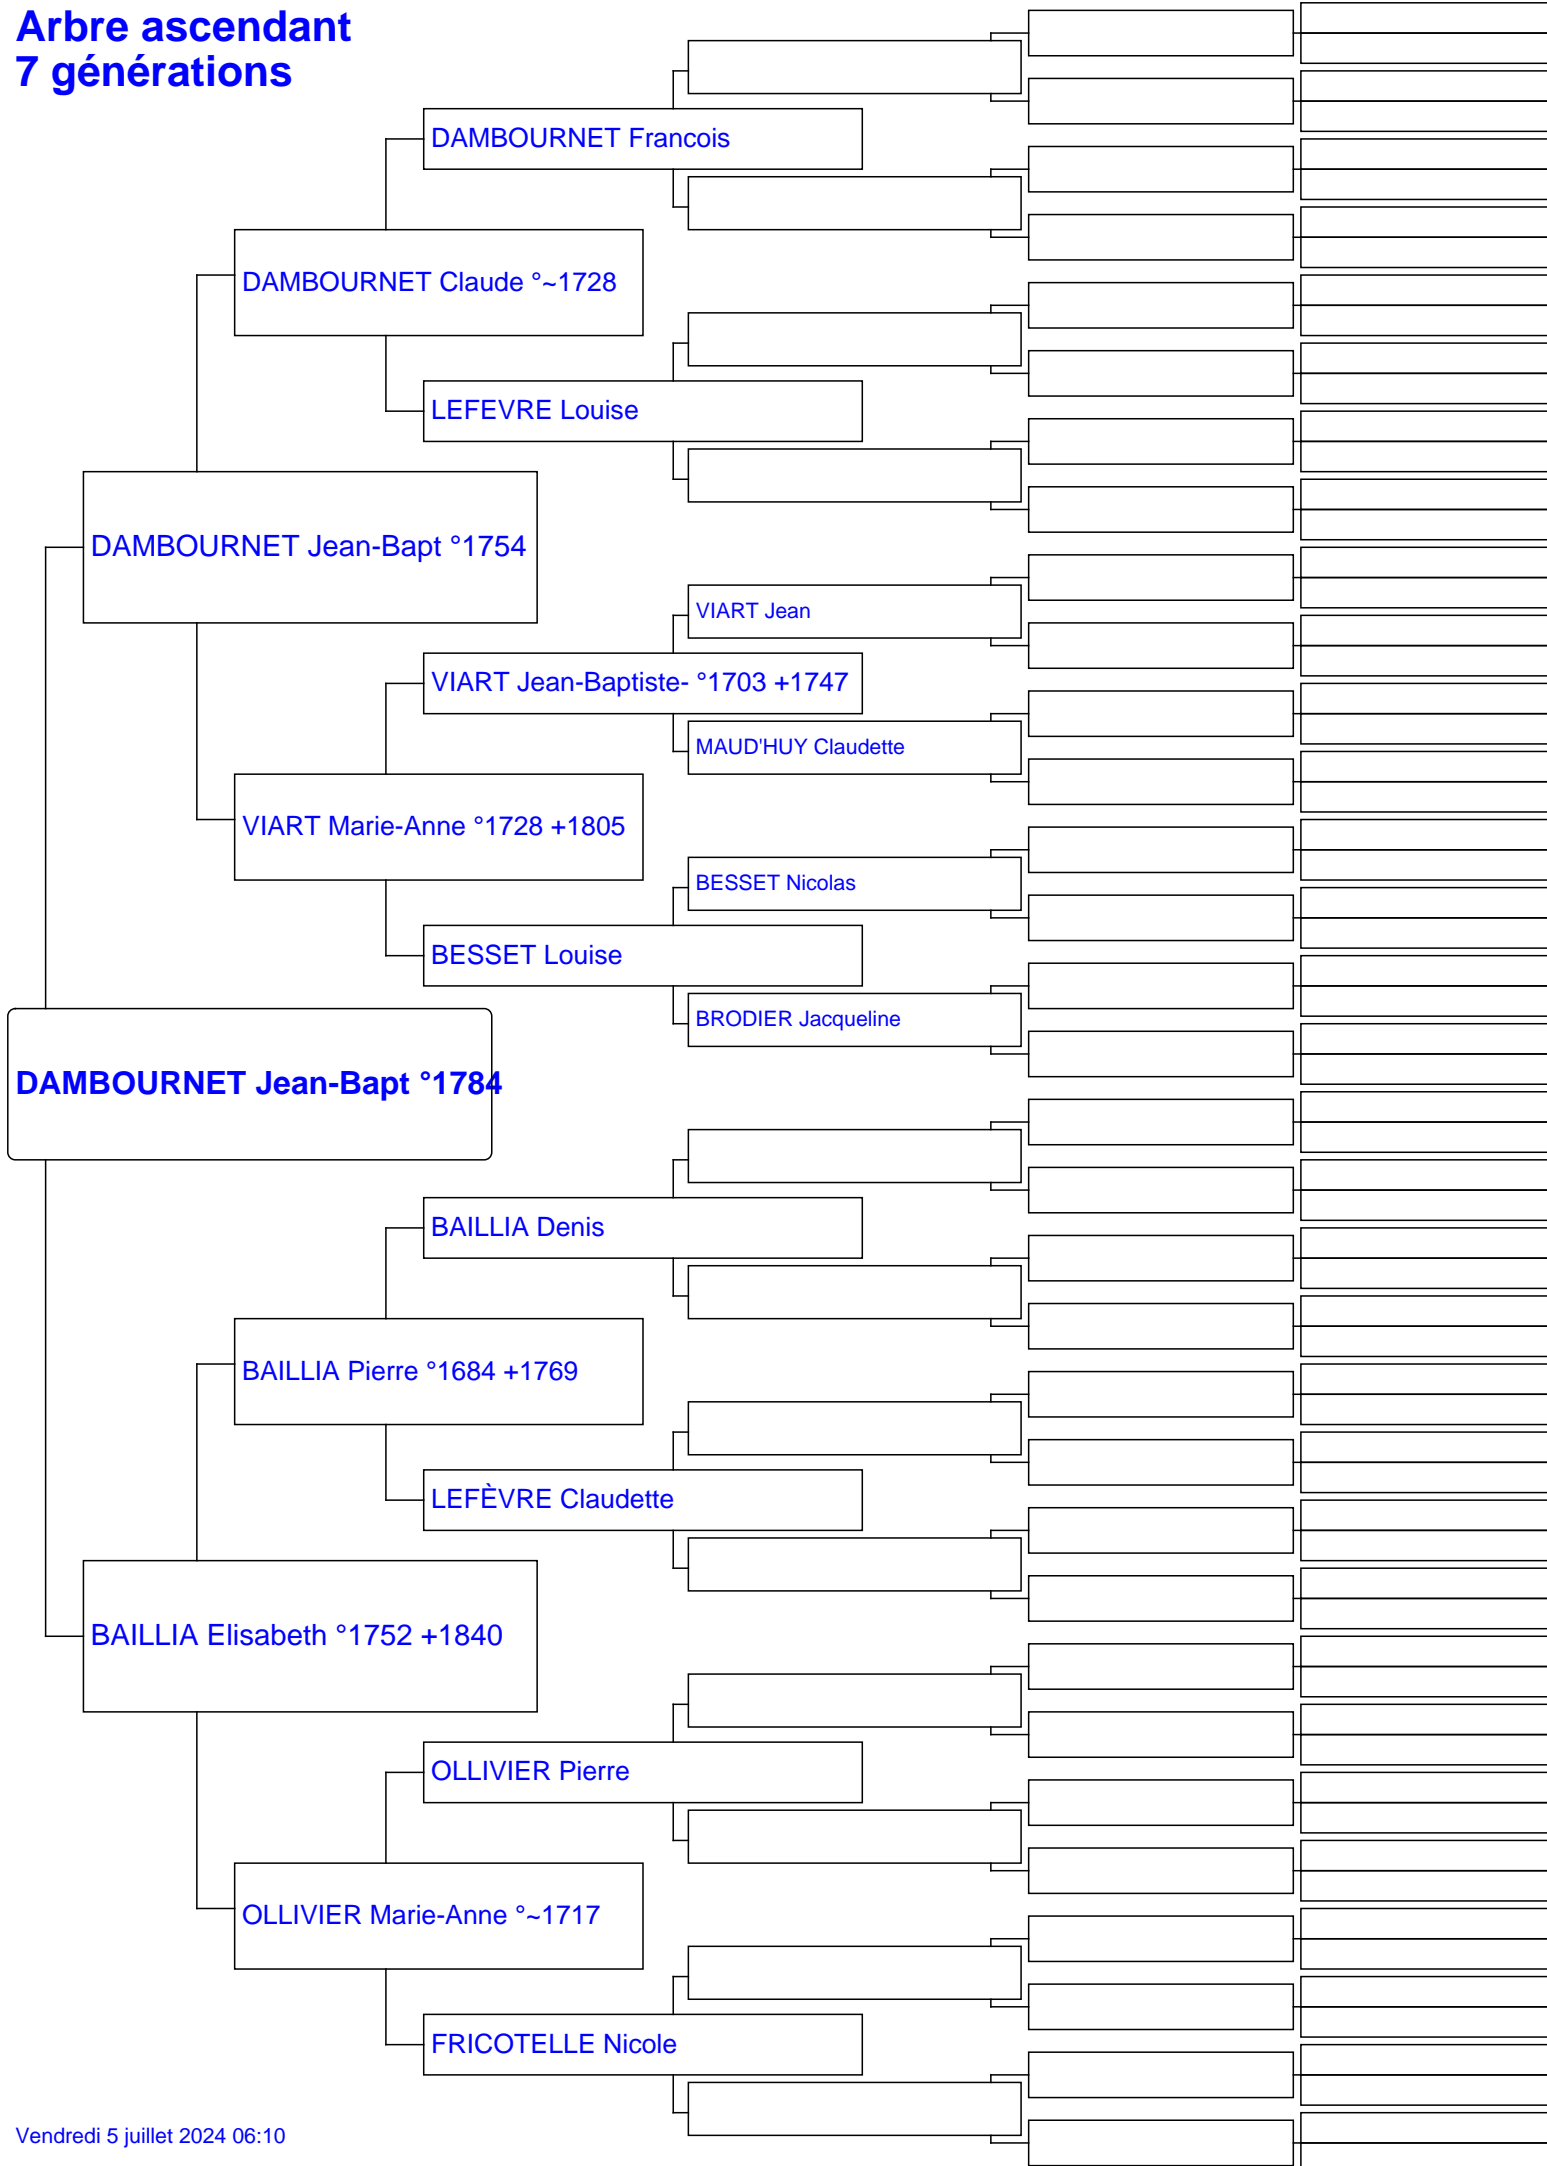 Arbre ascendant
7 générations
DAMBOURNET Francois
DAMBOURNET Claude °~1728
LEFEVRE Louise
DAMBOURNET Jean-Bapt °1754
VIART Jean
VIART Jean-Baptiste- °1703 +1747
MAUD'HUY Claudette
VIART Marie-Anne °1728 +1805
BESSET Nicolas
BESSET Louise
BRODIER Jacqueline
DAMBOURNET Jean-Bapt °1784
BAILLIA Denis
BAILLIA Pierre °1684 +1769
LEFÈVRE Claudette
BAILLIA Elisabeth °1752 +1840
OLLIVIER Pierre
OLLIVIER Marie-Anne °~1717
FRICOTELLE Nicole
Vendredi 5 juillet 2024 06:10